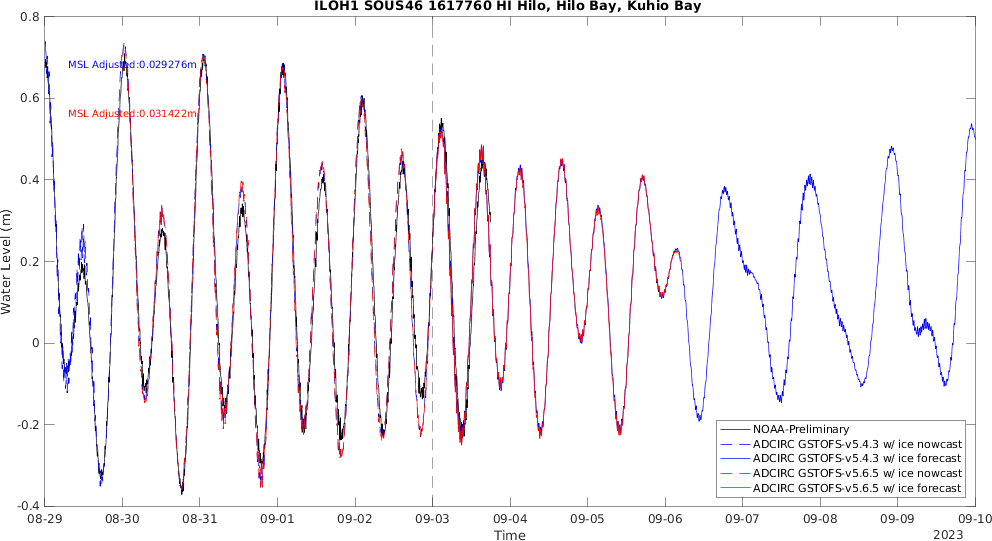 ILOH1 SOUS46 1617760 HI Hilo, Hilo Bay, Kuhio Bay
0.8
0.6
0.4
0.2
0
-0.2
-0.4
Water Level (m)
MSL Adjusted:0.029276m
MSL Adjusted:0.031422m
NOAA-Preliminary
ADCIRC GSTOFS-v5.4.3 w/ ice nowcast
ADCIRC GSTOFS-v5.4.3 w/ ice forecast
ADCIRC GSTOFS-v5.6.5 w/ ice nowcast
ADCIRC GSTOFS-v5.6.5 w/ ice forecast
08-29 08-30 08-31 09-01 09-02 09-03 09-04 09-05 09-06 09-07 09-08 09-09 09-10
Time
2023